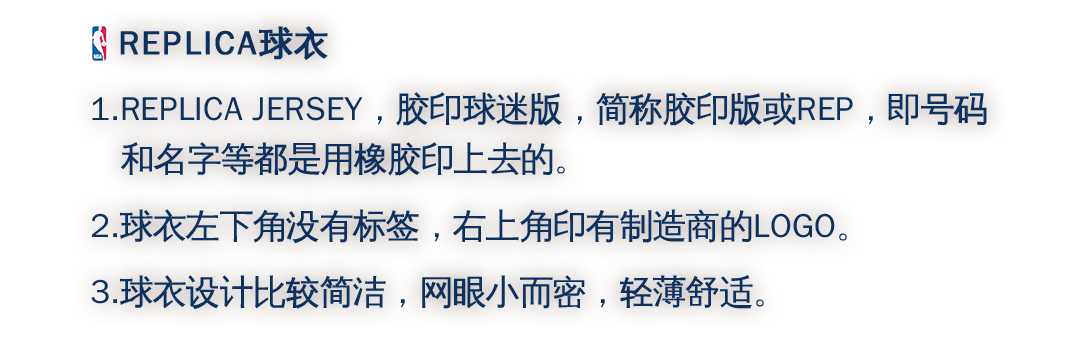 NBA
REPLICA球衣
1.REPLICA JERSEY，胶印球迷版，简称胶印版或REP，即号码
和名字等都是用橡胶印上去的。
2.球衣左下角没有标签，右上角印有制造商的LOGO。
3.球衣设计比较简洁，网眼小而密，轻薄舒适。